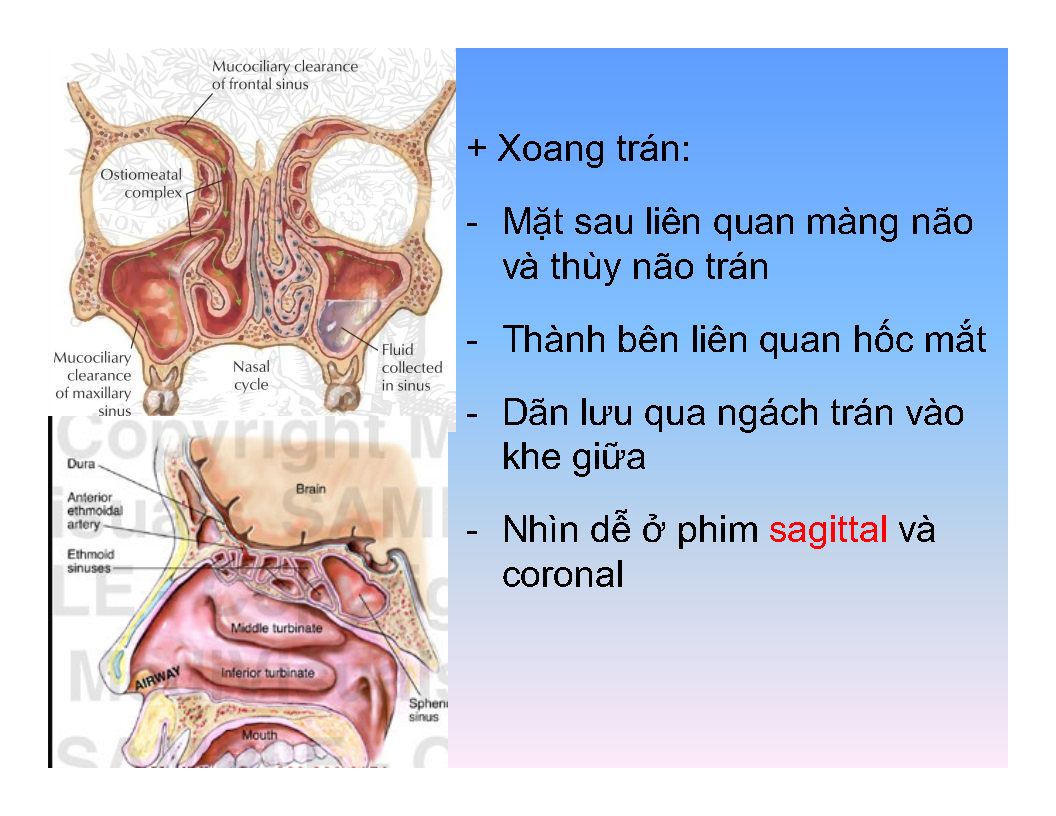 Mucociliary clearance
of frontal sinus
Ostiomeatal
complex
Mucociliary
clearance
of maxillary
sinus
Nasal
cycle
Fluid
collected
in sinus
+ Xoang trán:
- Mặt sau liên quan màng não
và thùy não trán
- Thành bên liên quan hốc mắt
- Dãn lưu qua ngách trán vào
khe giữa
- Nhìn dễ ở phim sagittal và
coronal
Copyright M
Dura
Brain
Anterior
ethmoidal
artery
Ethmoid
sinuses
Middle turbinate
Inferior turbinate
AIRWAY
Sphen
sinus
Mouth